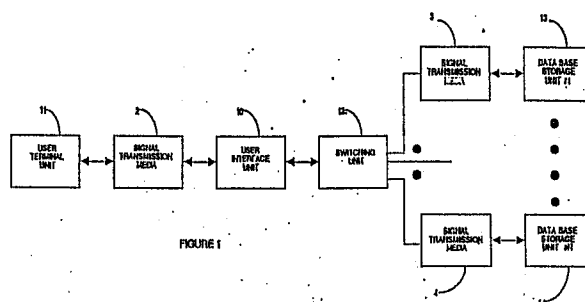 3
13
SIGNAL
TRANSMISSION
MEDIA
DATA BASE
STORAGE
UNIT #1
11
2
10
12
USER
TERMINAL
UNIT
SIGNAL
TRANSMISSION
MEDIA
USER
INTERFACE
UNIT
SWITCHING
UNIT
FIGURE 1
SIGNAL
TRANSMISSION
MEDIA
DATA BASE
STORAGE
UNIT
4